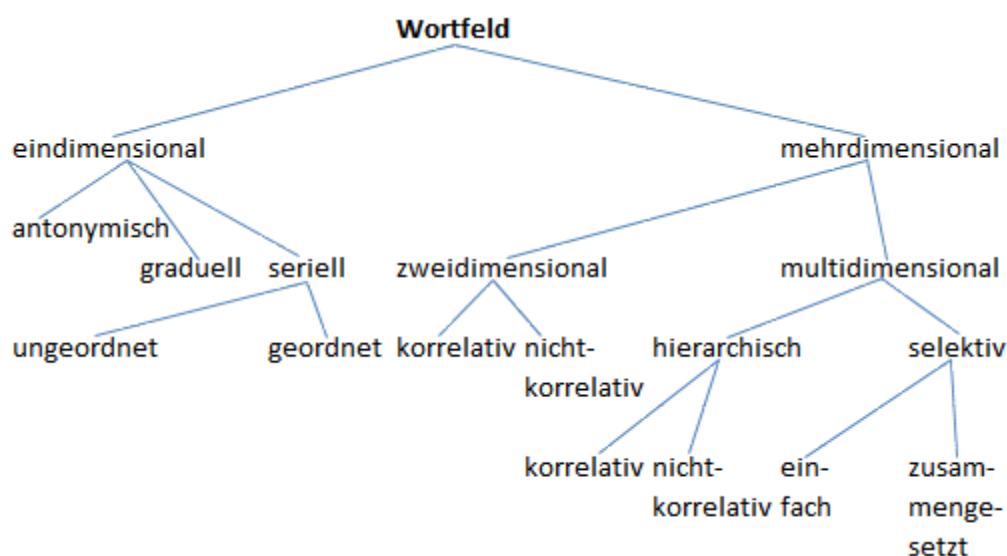 Wortfeld
eindimensional mehrdimensional
antonymisch
graduell seriell zweidimensional multidimensional
ungeordnet geordnet korrelativ nicht- hierarchisch selektiv
korrelativ
korrelativ nicht- ein- zusam-
korrelativ fach menge-
setzt